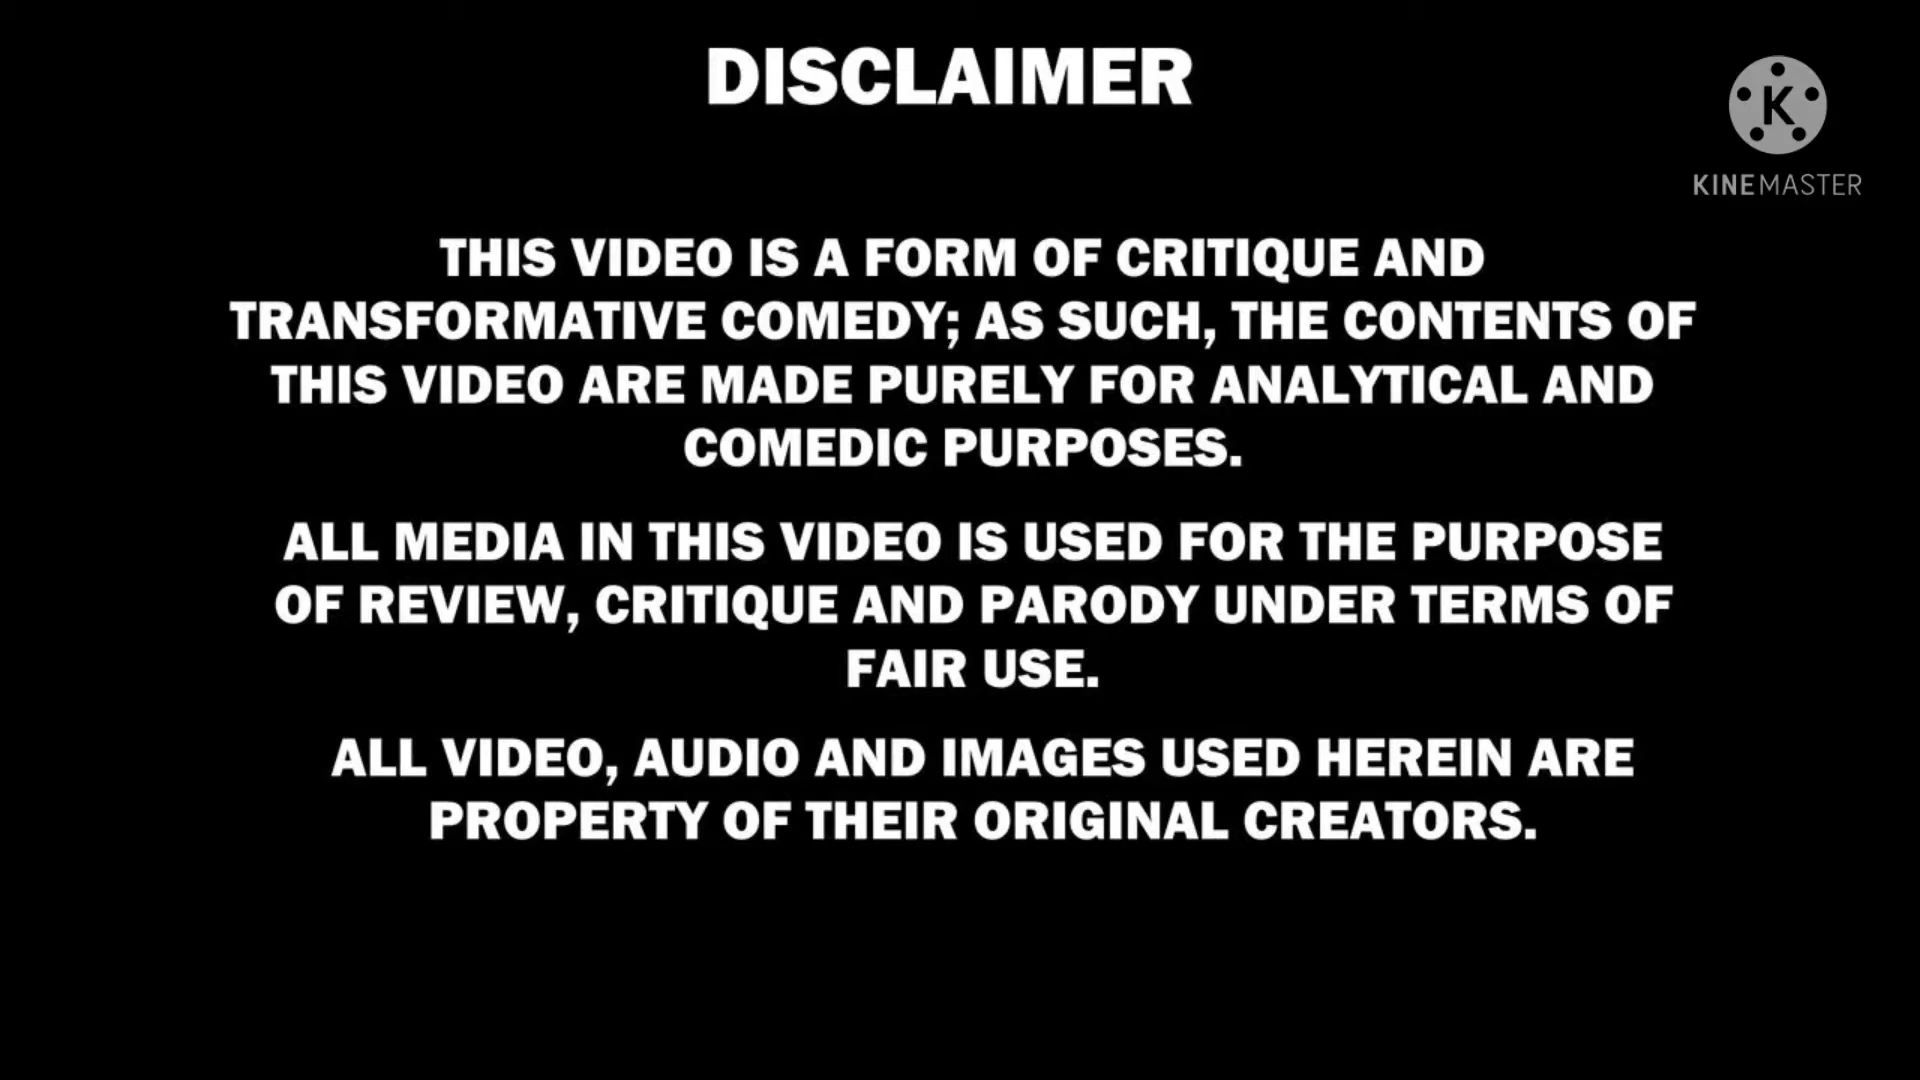 DISCLAIMER
K
KINEMASTER
THIS VIDEO IS A FORM OF CRITIQUE AND
TRANSFORMATIVE COMEDY; AS SUCH, THE CONTENTS OF
THIS VIDEO ARE MADE PURELY FOR ANALYTICAL AND
COMEDIC PURPOSES.
ALL MEDIA IN THIS VIDEO IS USED FOR THE PURPOSE
OF REVIEW, CRITIQUE AND PARODY UNDER TERMS OF
FAIR USE.
ALL VIDEO, AUDIO AND IMAGES USED HEREIN ARE
PROPERTY OF THEIR ORIGINAL CREATORS.